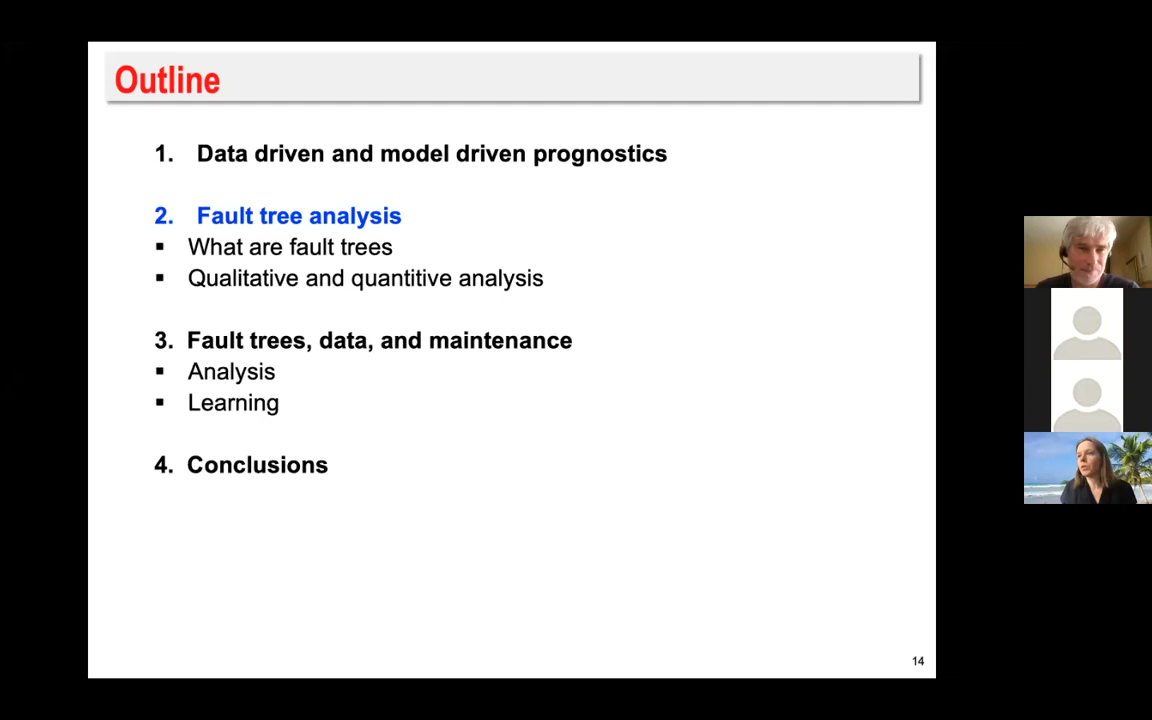 Outline
1. Data driven and model driven prognostics
2. Fault tree analysis
▪ What are fault trees
▪ Qualitative and quantitive analysis
3. Fault trees, data, and maintenance
▪ Analysis
▪ Learning
4. Conclusions
14